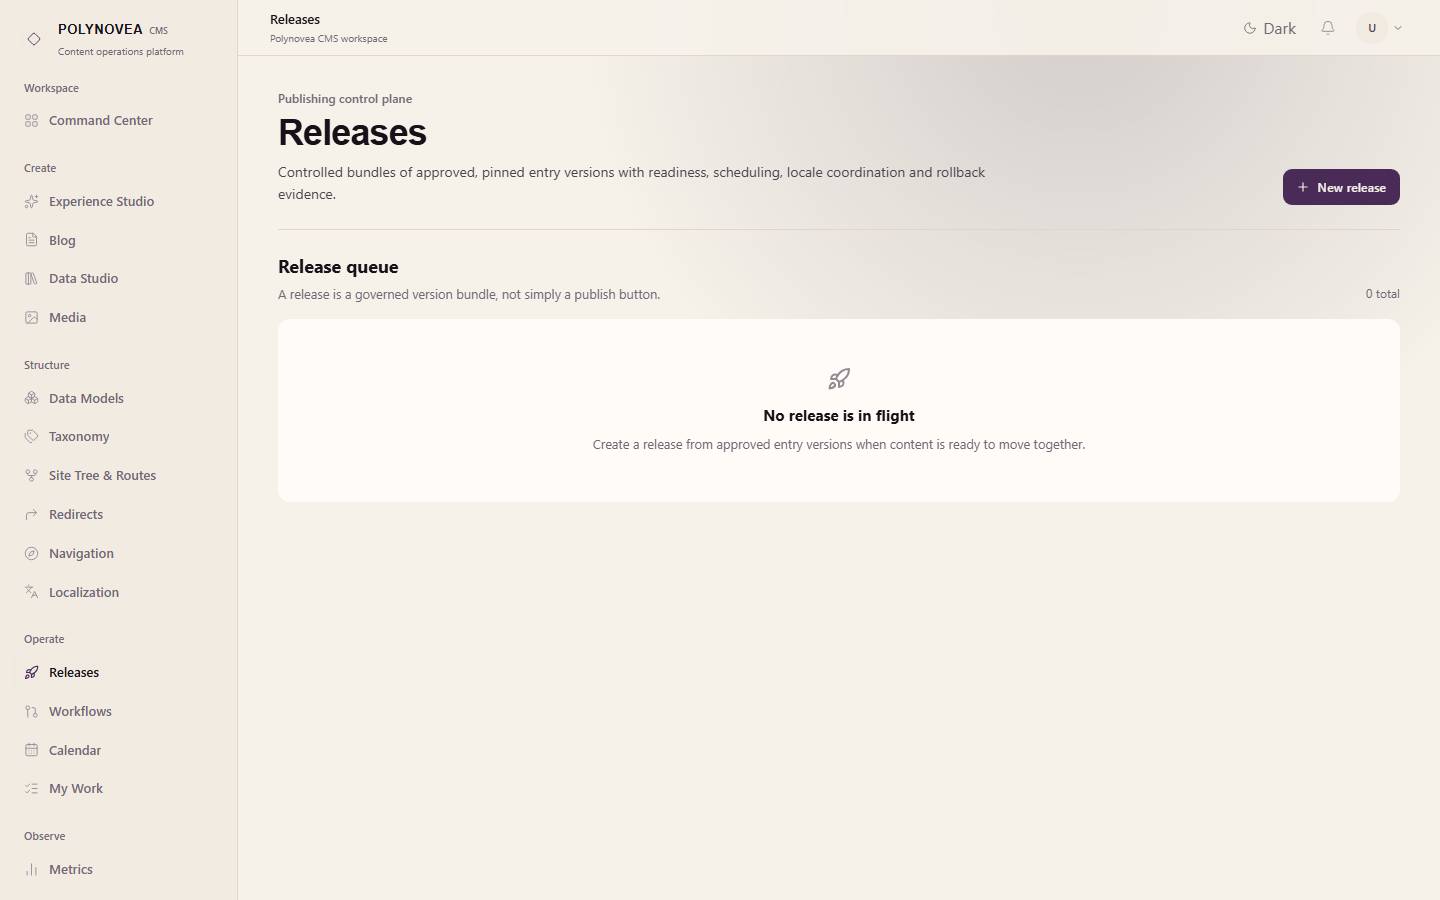 POLYNOVEA CMS
Content operations platform
Workspace
Command Center
Create
Experience Studio
Blog
Data Studio
Media
Structure
Data Models
Taxonomy
Site Tree & Routes
Redirects
Navigation
Localization
Operate
Releases
Workflows
Calendar
My Work
Observe
Metrics
Releases
Polynovea CMS workspace
Dark
U
Publishing control plane
Releases
Controlled bundles of approved, pinned entry versions with readiness, scheduling, locale coordination and rollback
evidence.
New release
Release queue
A release is a governed version bundle, not simply a publish button.
0 total
No release is in flight
Create a release from approved entry versions when content is ready to move together.